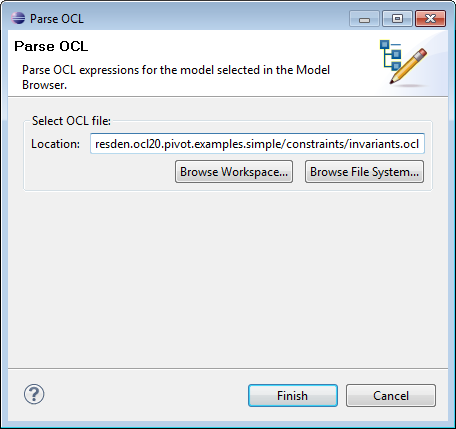 Parse OCL
Parse OCL
Parse OCL expressions for the model selected in the Model
Browser.
Select OCL file:
Location: resden.ocl20.pivot.examples.simple/constraints/invariants.ocl
Browse Workspace... Browse File System...
? Finish Cancel